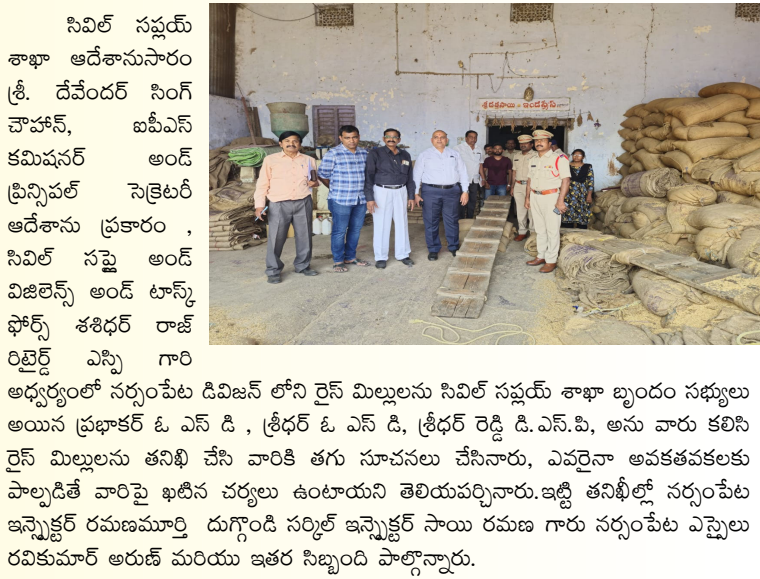 సివిల్ సప్లయ్
శాఖా ఆదేశానుసారం
శ్రీ. దేవేందర్ సింగ్
చౌహాన్, ఐపీఎస్
కమిషనర్ అండ్
ప్రిన్సిపల్ సెక్రెటరీ
ఆదేశాను ప్రకారం ,
సివిల్ సప్లై అండ్
విజిలెన్స్ అండ్ టాస్క్
ఫోర్స్ శశిధర్ రాజ్
రిటైర్డ్ ఎస్పి గారి
అధ్వర్యంలో నర్సంపేట డివిజన్ లోని రైస్ మిల్లులను సివిల్ సప్లయ్ శాఖా బృందం సభ్యులు
అయిన ప్రభాకర్ ఓ ఎస్ డి , శ్రీధర్ ఓ ఎస్ డి, శ్రీధర్ రెడ్డి డి.ఎస్.పి, అను వారు కలిసి
రైస్ మిల్లులను తనిఖి చేసి వారికి తగు సూచనలు చేసినారు, ఎవరైనా అవకతవకలకు
పాల్పడితే వారిపై ఖటిన చర్యలు ఉంటాయని తెలియపర్చినారు.ఇట్టి తనిఖీల్లో నర్సంపేట
ఇన్స్పెక్టర్ రమణమూర్తి దుగ్గొండి సర్కిల్ ఇన్స్పెక్టర్ సాయి రమణ గారు నర్సంపేట ఎస్సైలు
రవికుమార్ అరుణ్ మరియు ఇతర సిబ్బంది పాల్గొన్నారు.